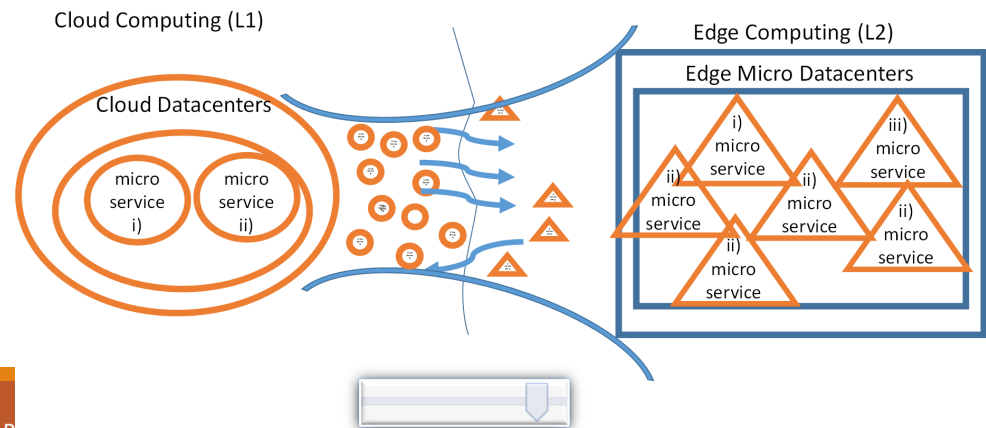 Cloud Computing (L1)
Edge Computing (L2)
Cloud Datacenters
Edge Micro Datacenters
micro
service
i)
micro
service
ii)
i)
micro
service
iii)
micro
service
ii)
micro
service
ii)
micro
service
ii)
micro
service
ii)
micro
service